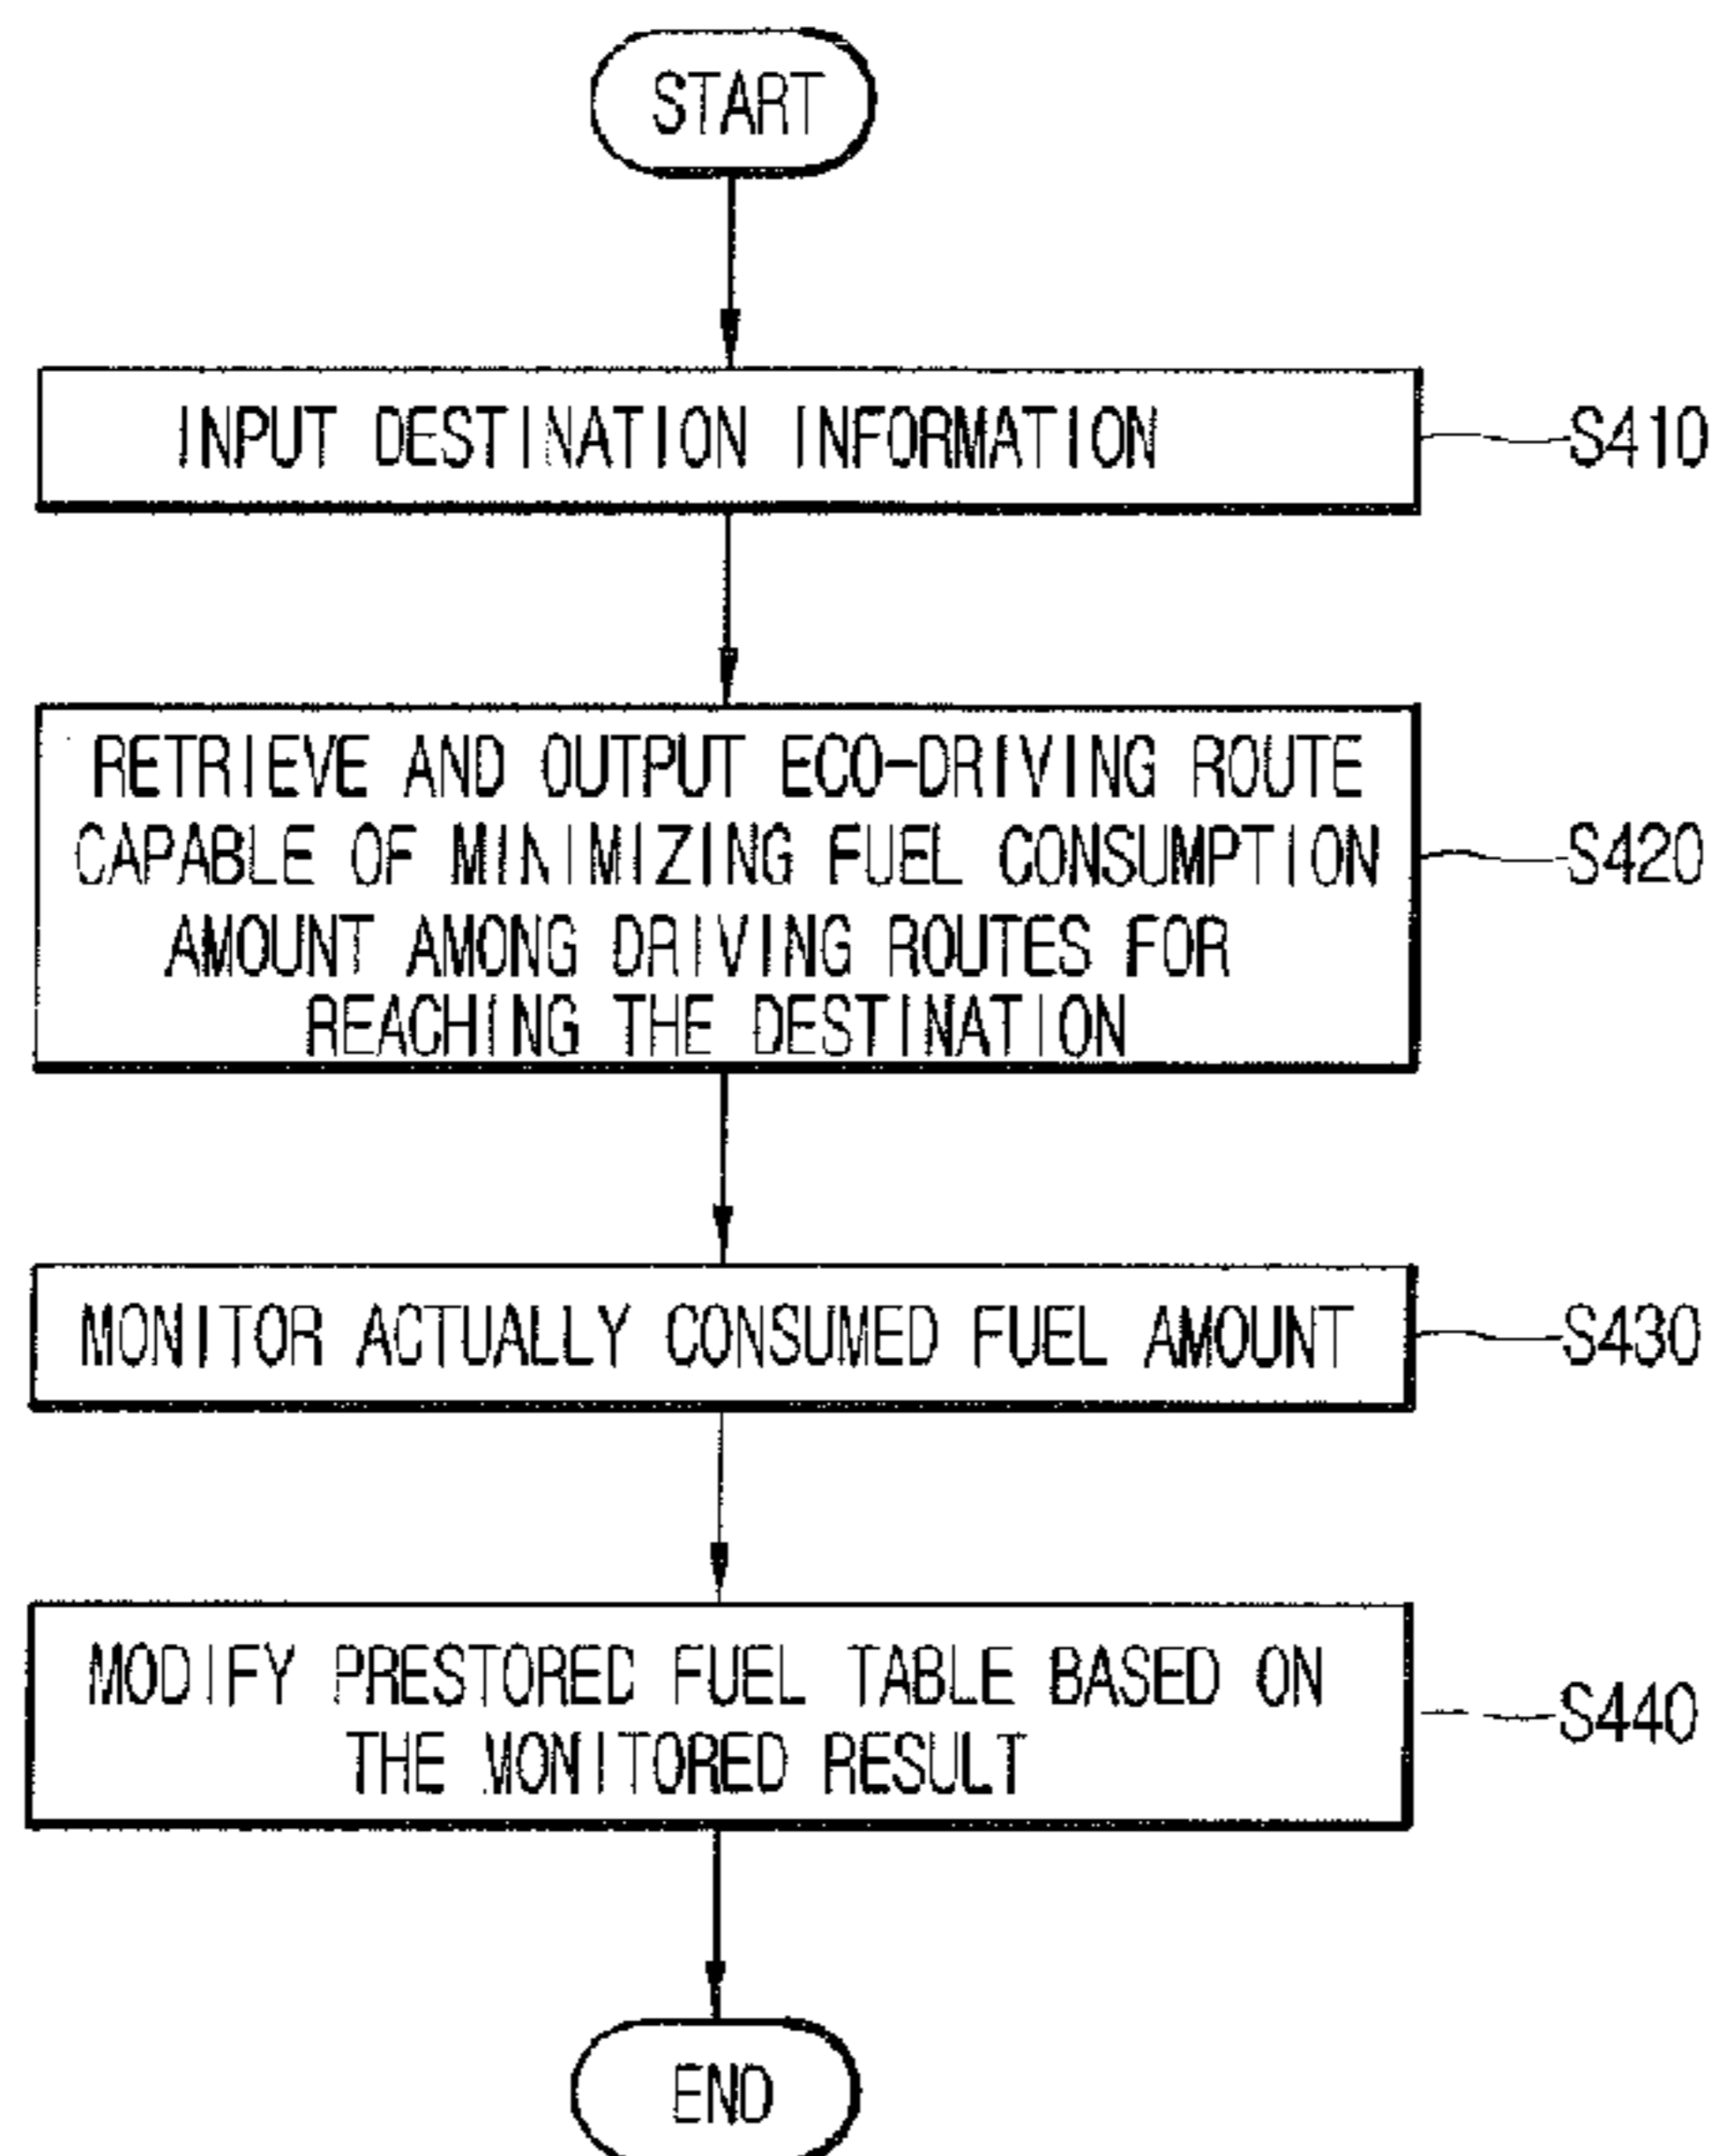 START
INPUT DESTINATION INFORMATION
S410
RETRIEVE AND OUTPUT ECO-DRIVING ROUTE
CAPABLE OF MINIMIZING FUEL CONSUMPTION
AMOUNT AMONG DRIVING ROUTES FOR
REACHING THE DESTINATION
S420
MONITOR ACTUALLY CONSUMED FUEL AMOUNT
S430
MODIFY PRESTORED FUEL TABLE BASED ON
THE MONITORED RESULT
S440
END